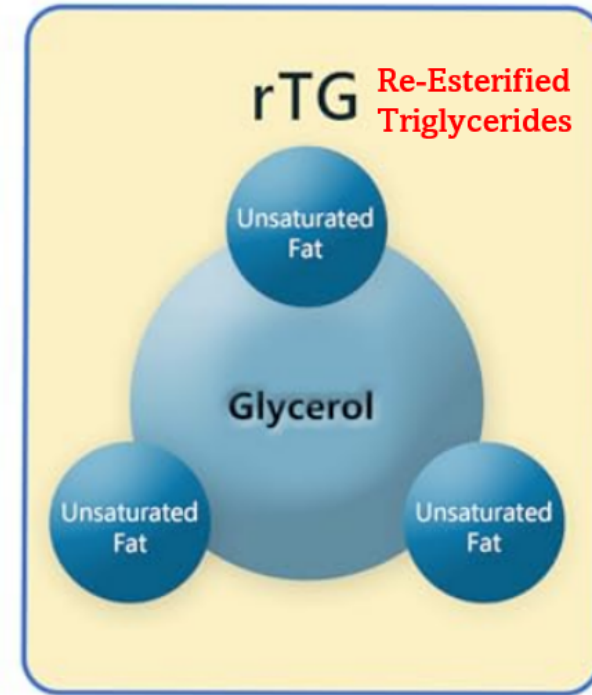 rTG
Re-Esterified
Triglycerides
Unsaturated
Fat
Glycerol
Unsaturated
Fat
Unsaturated
Fat